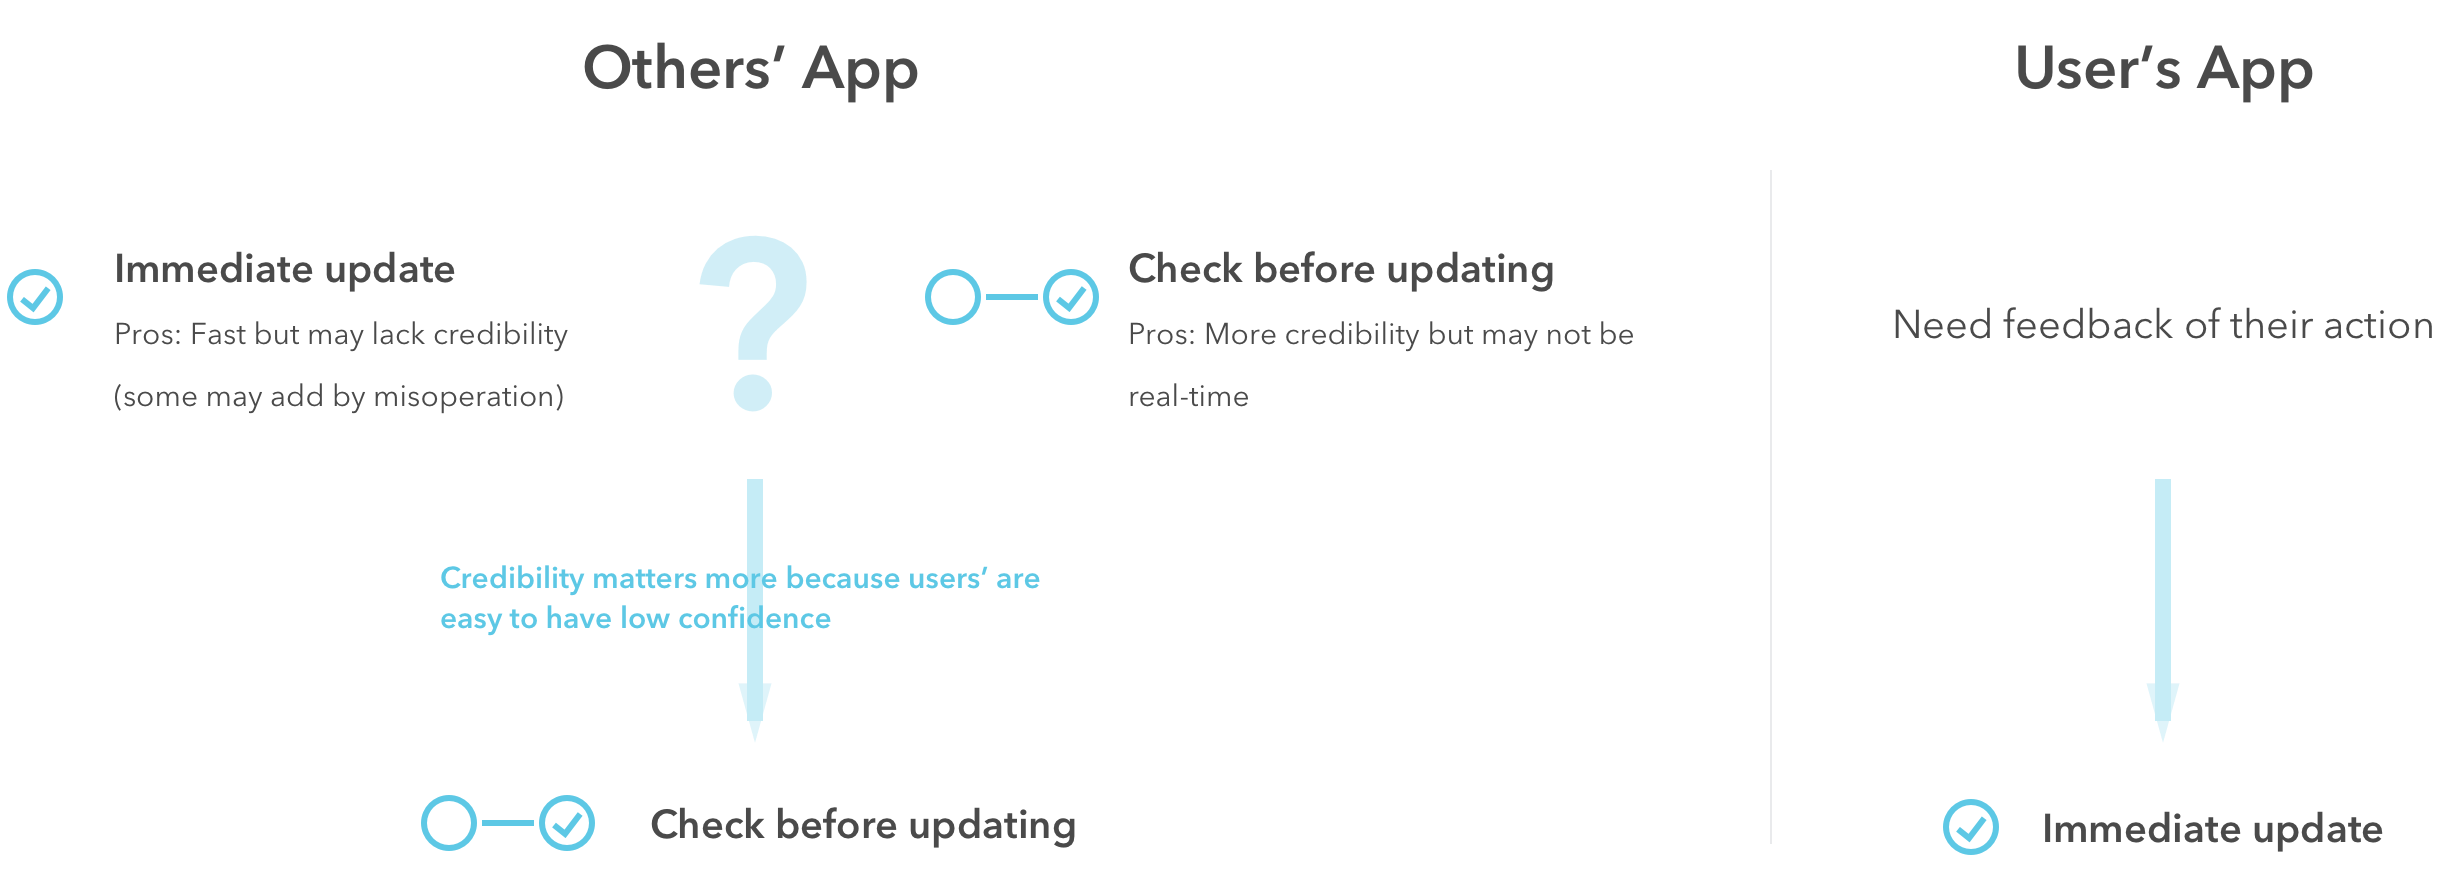 Others’ App
User’s App
Immediate update
Pros: Fast but may lack credibility
(some may add by misoperation)
?
Check before updating
Pros: More credibility but may not be
real-time
Need feedback of their action
Credibility matters more because users’ are
easy to have low confidence
Check before updating
Immediate update